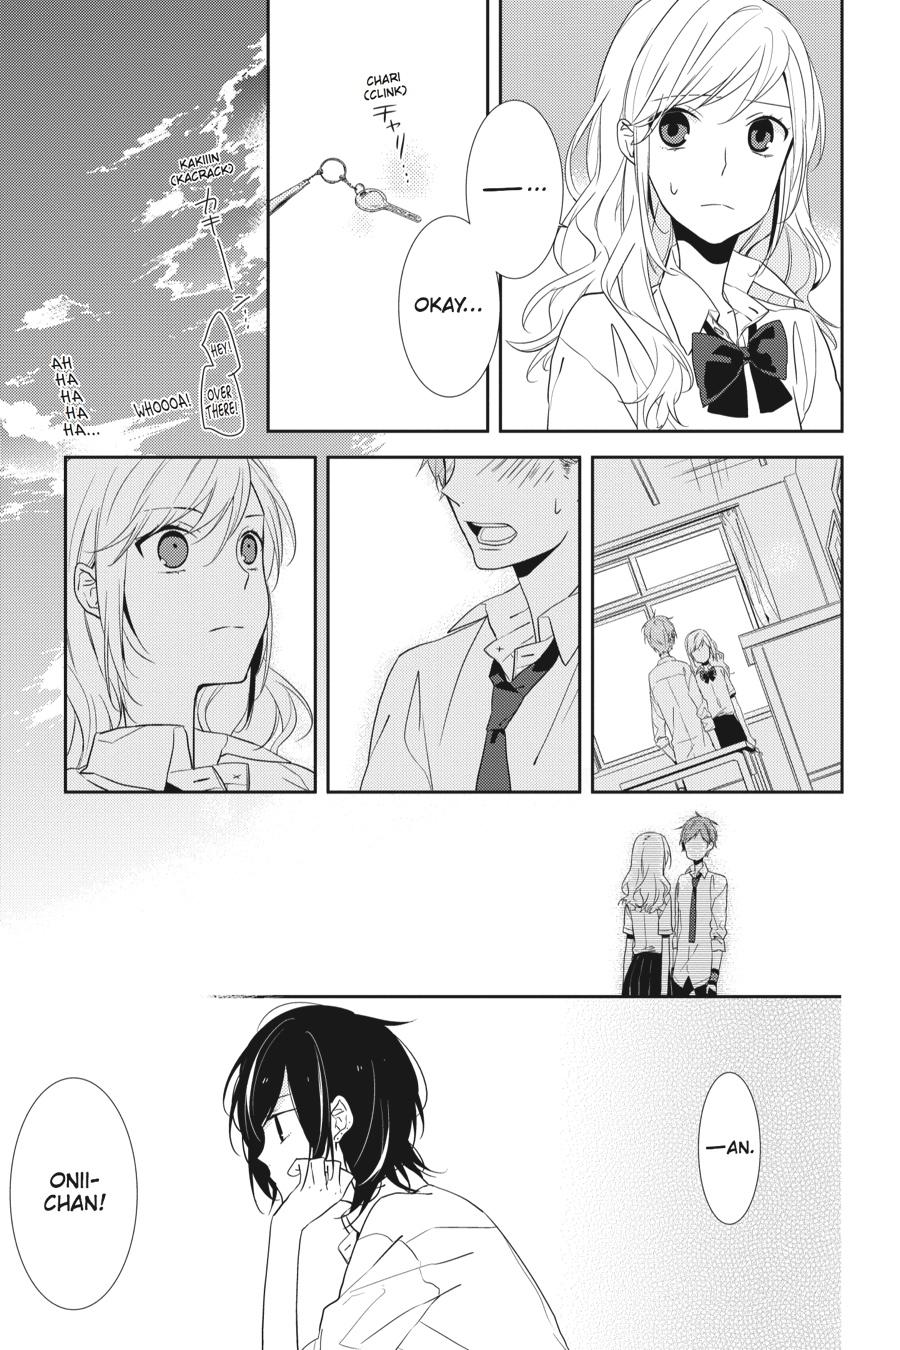 —...
OKAY...
CHARI
(CLINK)
チャリ...
KAKIIIN
(KACRACK)
カキーン...
HEY!
OVER
THERE!
WHOOOA!
AH
HA
HA
HA
HA...
—AN.
ONII-
CHAN!